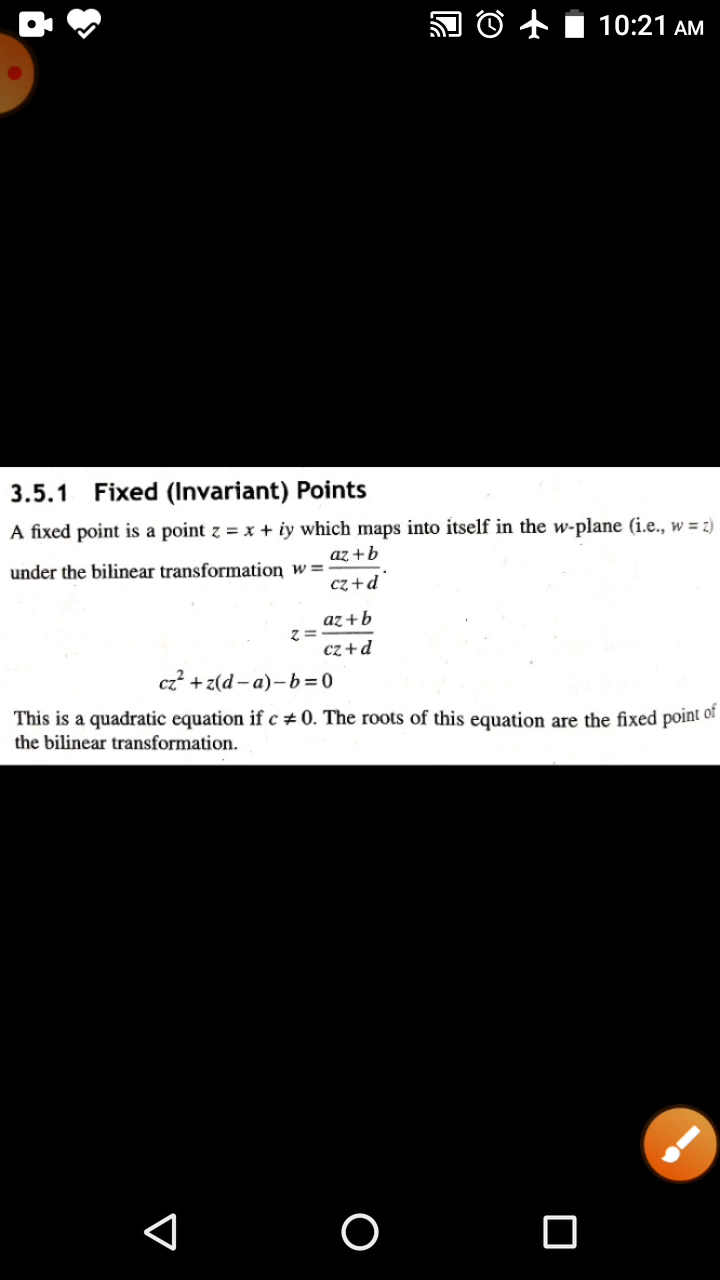 10:21 AM
3.5.1 Fixed (Invariant) Points
A fixed point is a point z = x + iy which maps into itself in the w-plane (i.e., w = z)
under the bilinear transformation w = \frac{az+b}{cz+d}.
z = \frac{az+b}{cz+d}
cz² + z(d – a) – b = 0
This is a quadratic equation if c ≠ 0. The roots of this equation are the fixed point of
the bilinear transformation.